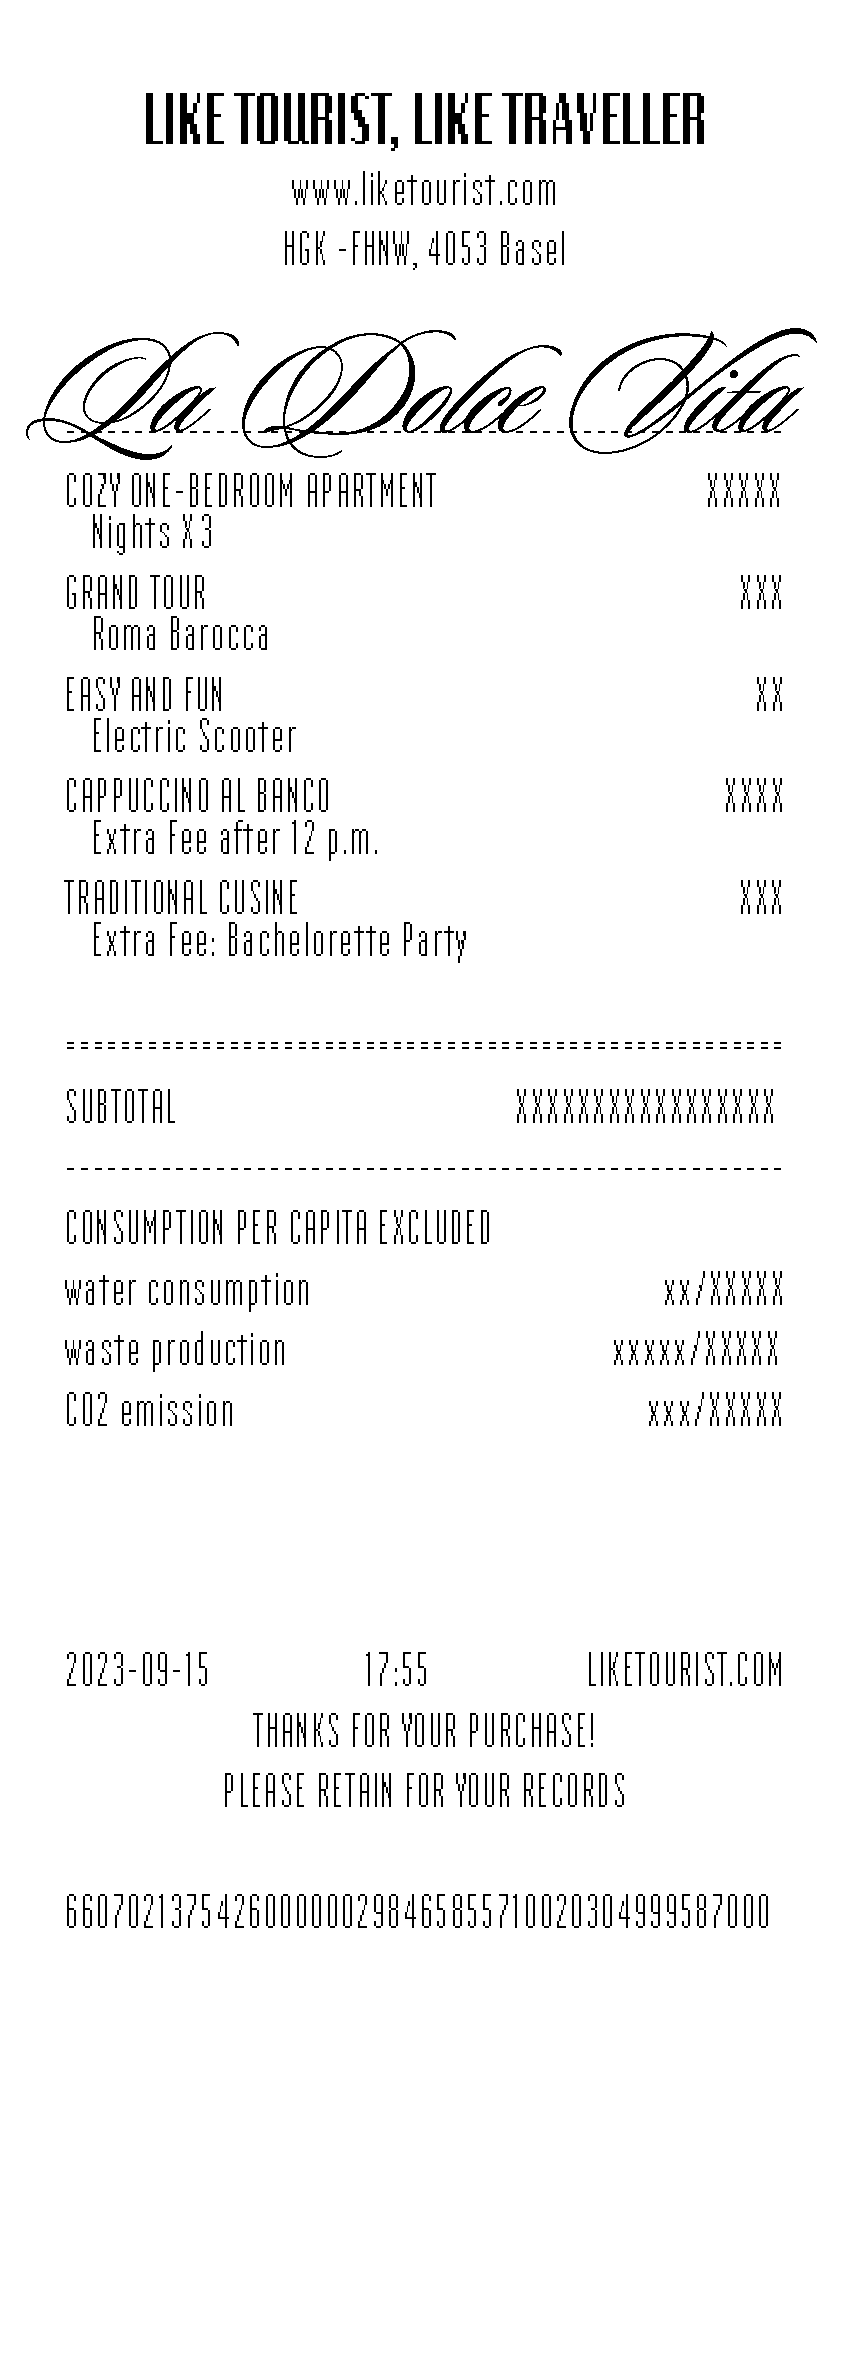 LIKE TOURIST, LIKE TRAVELLER
www.liketourist.com
HGK -FHNW, 4053 Basel
La Dolce Vita
COZY ONE-BEDROOM APARTMENT XXXXX
Nights X 3
GRAND TOUR XXX
Roma Barocca
EASY AND FUN XX
Electric Scooter
CAPPUCCINO AL BANCO XXXX
Extra Fee after 12 p.m.
TRADITIONAL CUSINE XXX
Extra Fee: Bachelorette Party
=====================================================
SUBTOTAL XXXXXXXXXXXXXXXXX
-----------------------------------------------------
CONSUMPTION PER CAPITA EXCLUDED
water consumption xx/XXXXX
waste production xxxxx/XXXXX
CO2 emission xxx/XXXXX
2023-09-15 17:55 LIKETOURIST.COM
THANKS FOR YOUR PURCHASE!
PLEASE RETAIN FOR YOUR RECORDS
6607021375426000000298465855710020304999587000